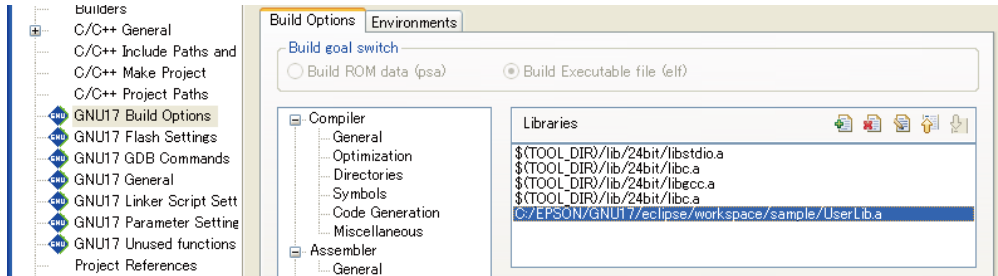 Builders
C/C++ General
C/C++ Include Paths and
C/C++ Make Project
C/C++ Project Paths
GNU17 Build Options
GNU17 Flash Settings
GNU17 GDB Commands
GNU17 General
GNU17 Linker Script Sett
GNU17 Parameter Setting
GNU17 Unused functions
Project References
Build Options
Environments
Build goal switch
Build ROM data (psa)
Build Executable file (elf)
Compiler
General
Optimization
Directories
Symbols
Code Generation
Miscellaneous
Assembler
General
Libraries
$(TOOL_DIR)/lib/24bit/libstdio.a
$(TOOL_DIR)/lib/24bit/libc.a
$(TOOL_DIR)/lib/24bit/libgcc.a
$(TOOL_DIR)/lib/24bit/libc.a
C:/EPSON/GNU17/eclipse/workspace/sample/UserLib.a